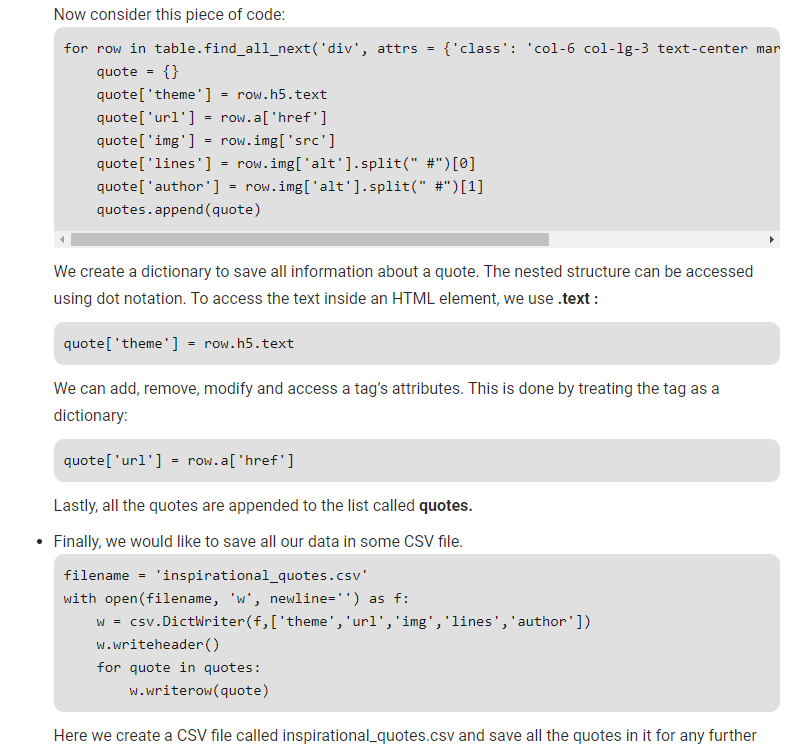 Now consider this piece of code:
for row in table.find_all_next('div', attrs = {'class': 'col-6 col-lg-3 text-center mar
    quote = {}
    quote['theme'] = row.h5.text
    quote['url'] = row.a['href']
    quote['img'] = row.img['src']
    quote['lines'] = row.img['alt'].split(" #")[0]
    quote['author'] = row.img['alt'].split(" #")[1]
    quotes.append(quote)
We create a dictionary to save all information about a quote. The nested structure can be accessed
using dot notation. To access the text inside an HTML element, we use .text :
quote['theme'] = row.h5.text
We can add, remove, modify and access a tag’s attributes. This is done by treating the tag as a
dictionary:
quote['url'] = row.a['href']
Lastly, all the quotes are appended to the list called quotes.
• Finally, we would like to save all our data in some CSV file.
filename = 'inspirational_quotes.csv'
with open(filename, 'w', newline='') as f:
    w = csv.DictWriter(f,['theme','url','img','lines','author'])
    w.writeheader()
    for quote in quotes:
        w.writerow(quote)
Here we create a CSV file called inspirational_quotes.csv and save all the quotes in it for any further